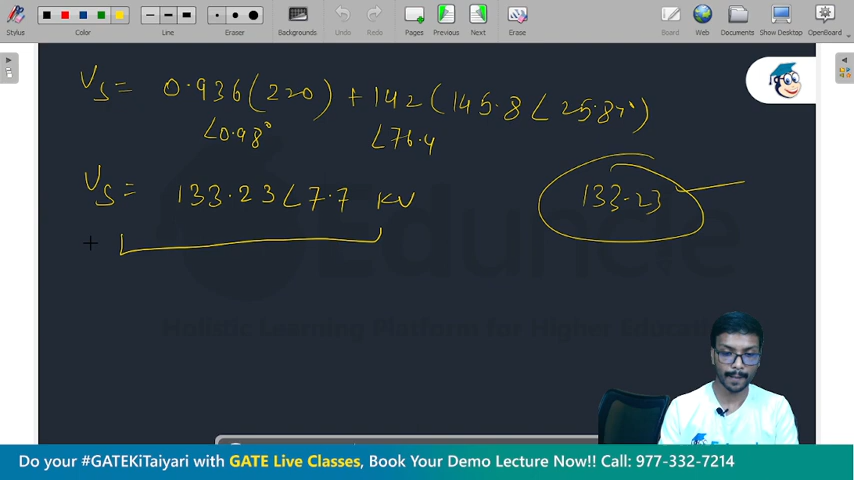 Stylus
Color
Line
Eraser
Backgrounds
Undo
Redo
Pages
Previous
Next
Erase
Board
Web
Documents
Show Desktop
OpenBoard
Vs = 0.936(220) + 142(145.8∠25.84°)
∠0.98° ∠76.4
Vs = 133.23∠7.7 KV
133.23
Eduncle
Holistic Learning Platform for Higher Educat
Do your #GATEKiTaiyari with GATE Live Classes, Book Your Demo Lecture Now!! Call: 977-332-7214